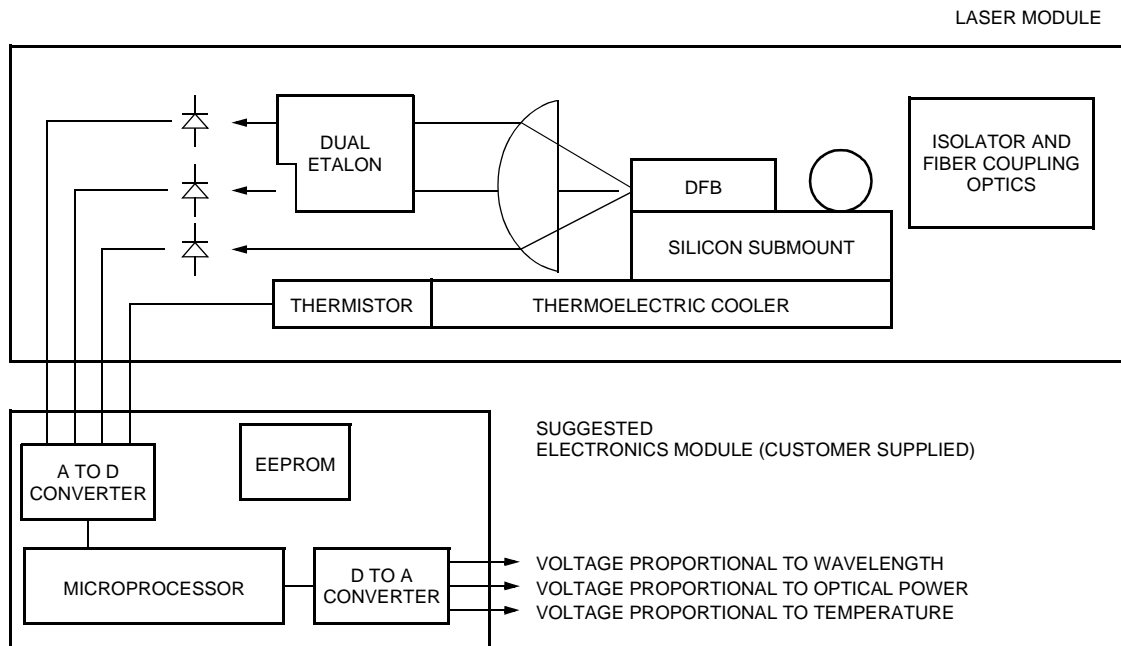 LASER MODULE
DUAL
ETALON
DFB
ISOLATOR AND
FIBER COUPLING
OPTICS
SILICON SUBMOUNT
THERMISTOR
THERMOELECTRIC COOLER
SUGGESTED
ELECTRONICS MODULE (CUSTOMER SUPPLIED)
A TO D
CONVERTER
EEPROM
MICROPROCESSOR
D TO A
CONVERTER
VOLTAGE PROPORTIONAL TO WAVELENGTH
VOLTAGE PROPORTIONAL TO OPTICAL POWER
VOLTAGE PROPORTIONAL TO TEMPERATURE